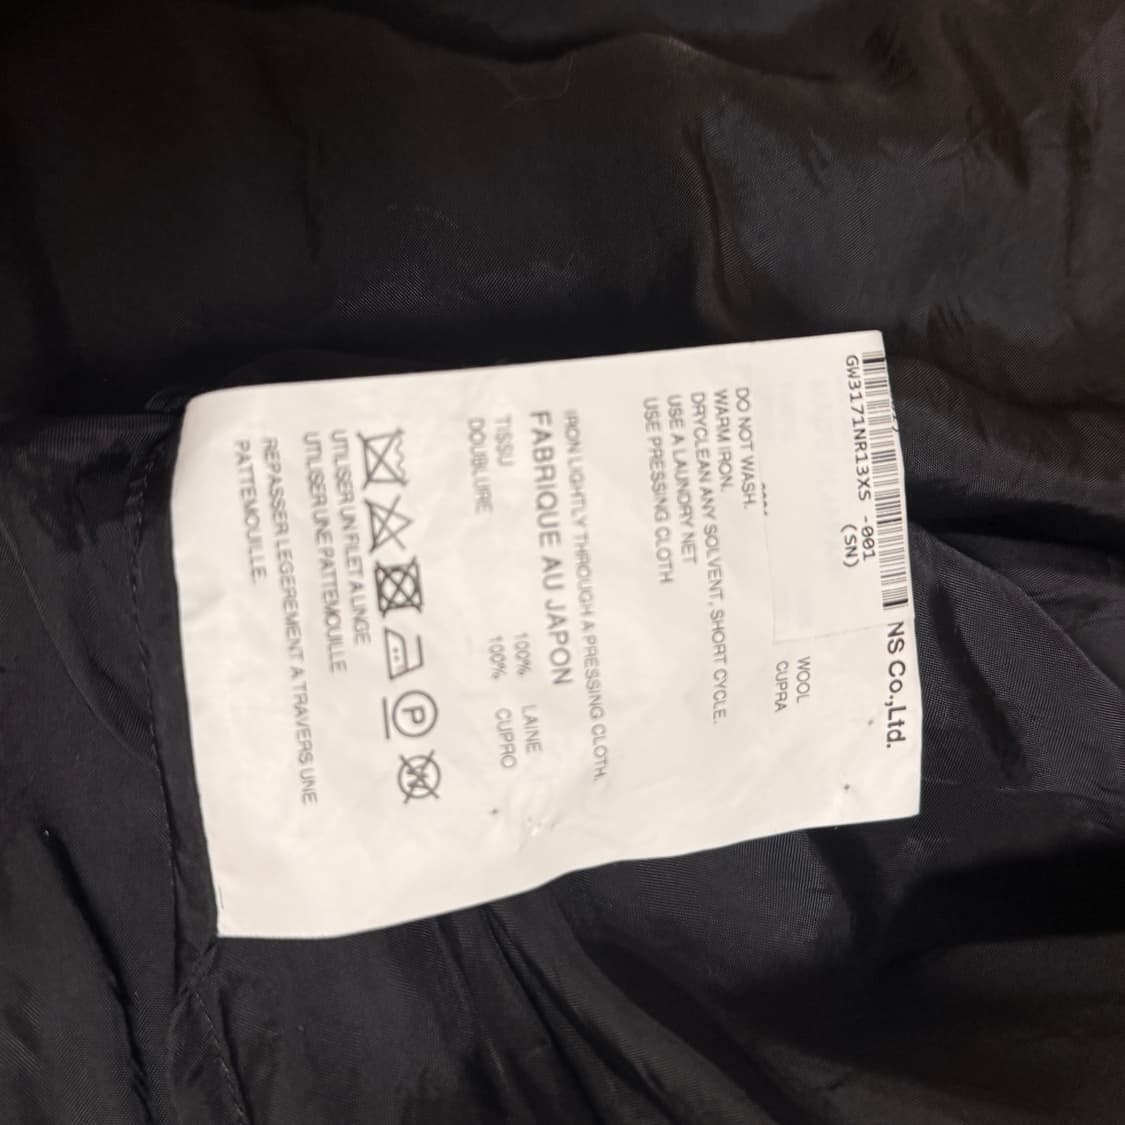 NS Co.,Ltd.
GW3171NR13XS -001
(SN)
WOOL
CUPRA
DO NOT WASH.
WARM IRON.
DRYCLEAN ANY SOLVENT, SHORT CYCLE.
USE A LAUNDRY NET
USE PRESSING CLOTH
IRON LIGHTLY THROUGH A PRESSING CLOTH.
FABRIQUE AU JAPON
TISSU 100% LAINE
DOUBLURE 100% CUPRO
P
W
UTILISER UN FILET A LINGE
UTILISER UNE PATTEMOUILLE
REPASSER LEGEREMENT A TRAVERS UNE
PATTEMOUILLE.